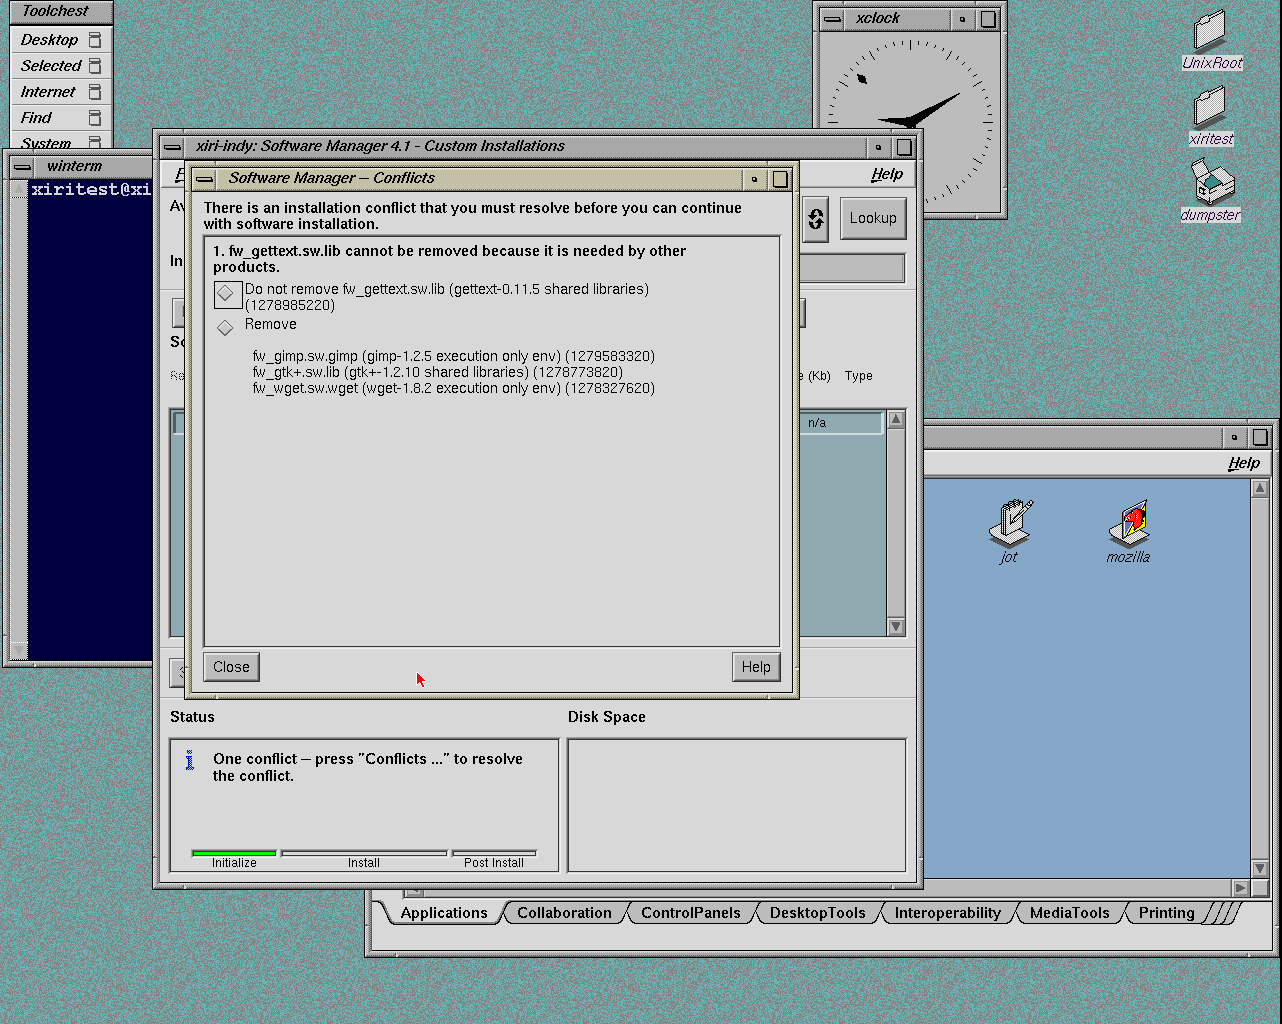 Toolchest
Desktop
Selected
Internet
Find
System
winterm
xiritest@xi
xclock
UnixRoot
xiritest
dumpster
xiri-indy: Software Manager 4.1 - Custom Installations
Help
Av
Lookup
In
Software Manager – Conflicts
There is an installation conflict that you must resolve before you can continue
with software installation.
1. fw_gettext.sw.lib cannot be removed because it is needed by other
products.
Do not remove fw_gettext.sw.lib (gettext-0.11.5 shared libraries)
(1278985220)
Remove
fw_gimp.sw.gimp (gimp-1.2.5 execution only env) (1279583320)
fw_gtk+.sw.lib (gtk+-1.2.10 shared libraries) (1278773820)
fw_wget.sw.wget (wget-1.8.2 execution only env) (1278327620)
Close
Help
(Kb) Type
n/a
Status
One conflict – press "Conflicts ..." to resolve
the conflict.
Initialize
Install
Post Install
Disk Space
Help
jot
mozilla
Applications
Collaboration
ControlPanels
DesktopTools
Interoperability
MediaTools
Printing